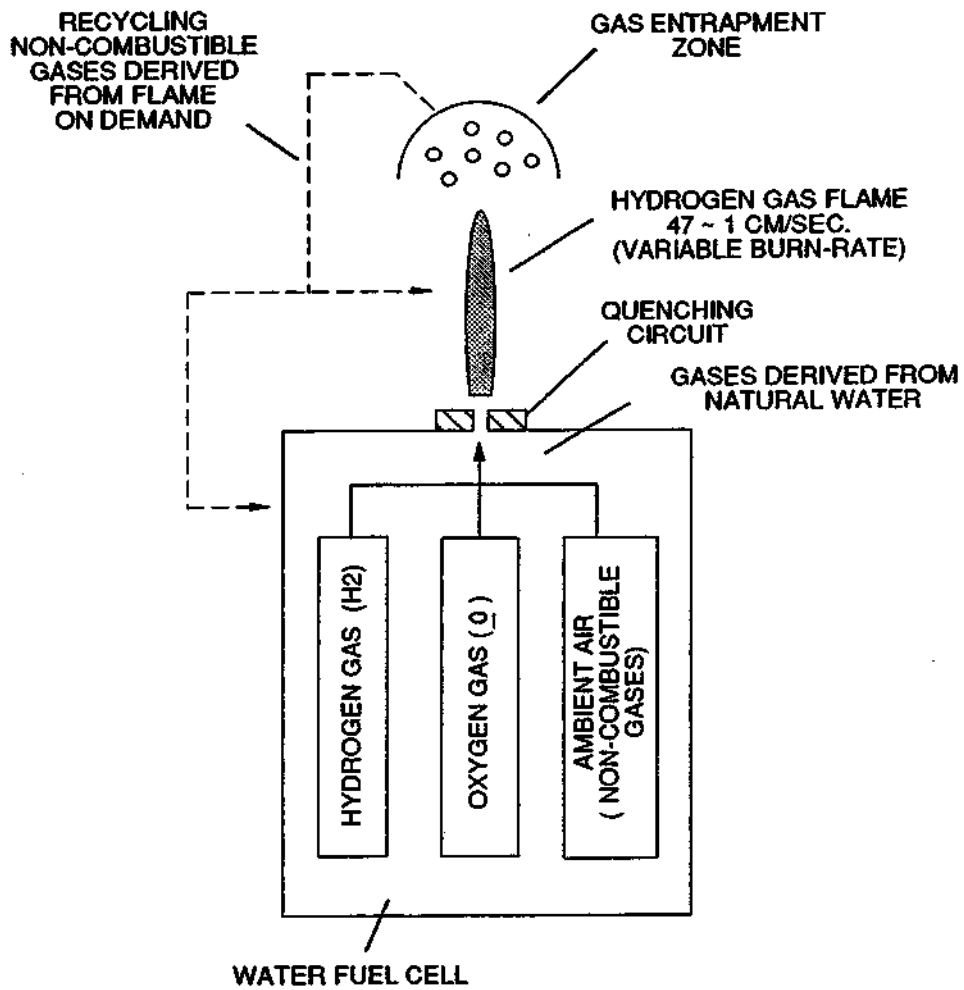 RECYCLING
NON-COMBUSTIBLE
GASES DERIVED
FROM FLAME
ON DEMAND
GAS ENTRAPMENT
ZONE
HYDROGEN GAS FLAME
47 ~ 1 CM/SEC.
(VARIABLE BURN-RATE)
QUENCHING
CIRCUIT
GASES DERIVED FROM
NATURAL WATER
HYDROGEN GAS (H2)
OXYGEN GAS (0)
AMBIENT AIR
( NON-COMBUSTIBLE
GASES)
WATER FUEL CELL